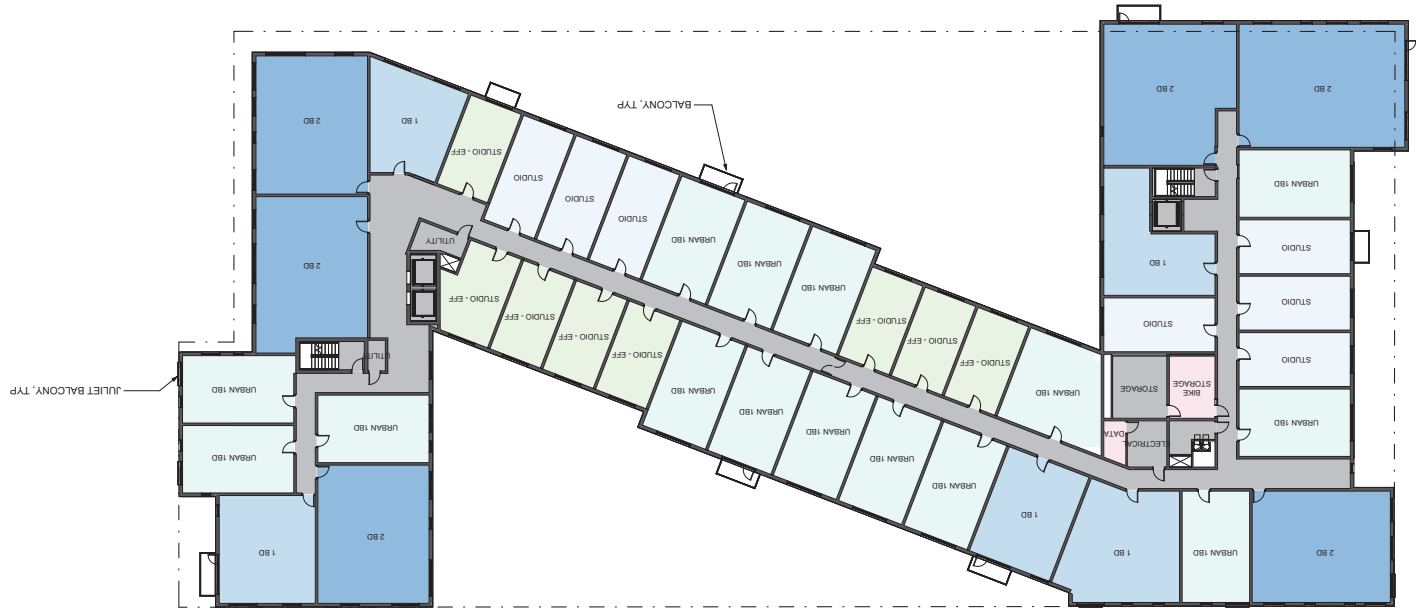 2 BD
URBAN 1BD
1 BD
1 BD
2 BD
1 BD
URBAN 1BD
URBAN 1BD
URBAN 1BD
URBAN 1BD
URBAN 1BD
URBAN 1BD
ELECTRICAL
DATA
URBAN 1BD
URBAN 1BD
BIKE
STORAGE
STORAGE
URBAN 1BD
URBAN 1BD
JULIET BALCONY, TYP
STUDIO
UTILITY
STUDIO - EFF
STUDIO - EFF
STUDIO - EFF
STUDIO - EFF
STUDIO - EFF
STUDIO - EFF
STUDIO - EFF
STUDIO
STUDIO
URBAN 1BD
URBAN 1BD
URBAN 1BD
2 BD
1 BD
UTILITY
STUDIO
STUDIO
STUDIO
STUDIO
URBAN 1BD
STUDIO - EFF
1 BD
2 BD
BALCONY, TYP
2 BD
2 BD